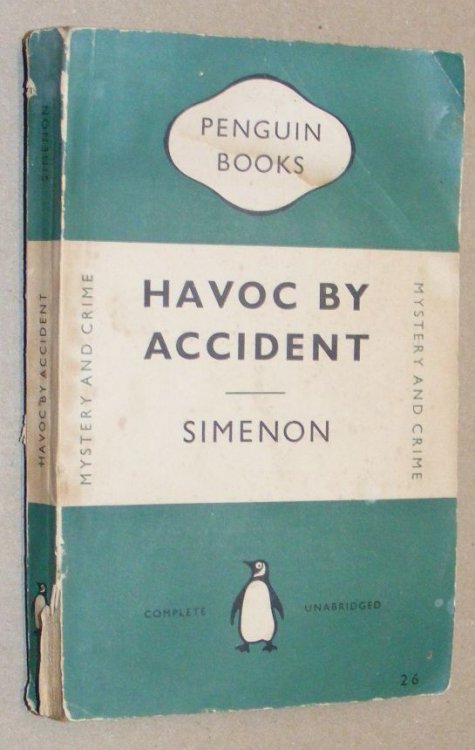 SIMENON
HAVOC BY ACCIDENT
PENGUIN
BOOKS
MYSTERY AND CRIME
HAVOC BY
ACCIDENT
SIMENON
MYSTERY AND CRIME
COMPLETE UNABRIDGED
26